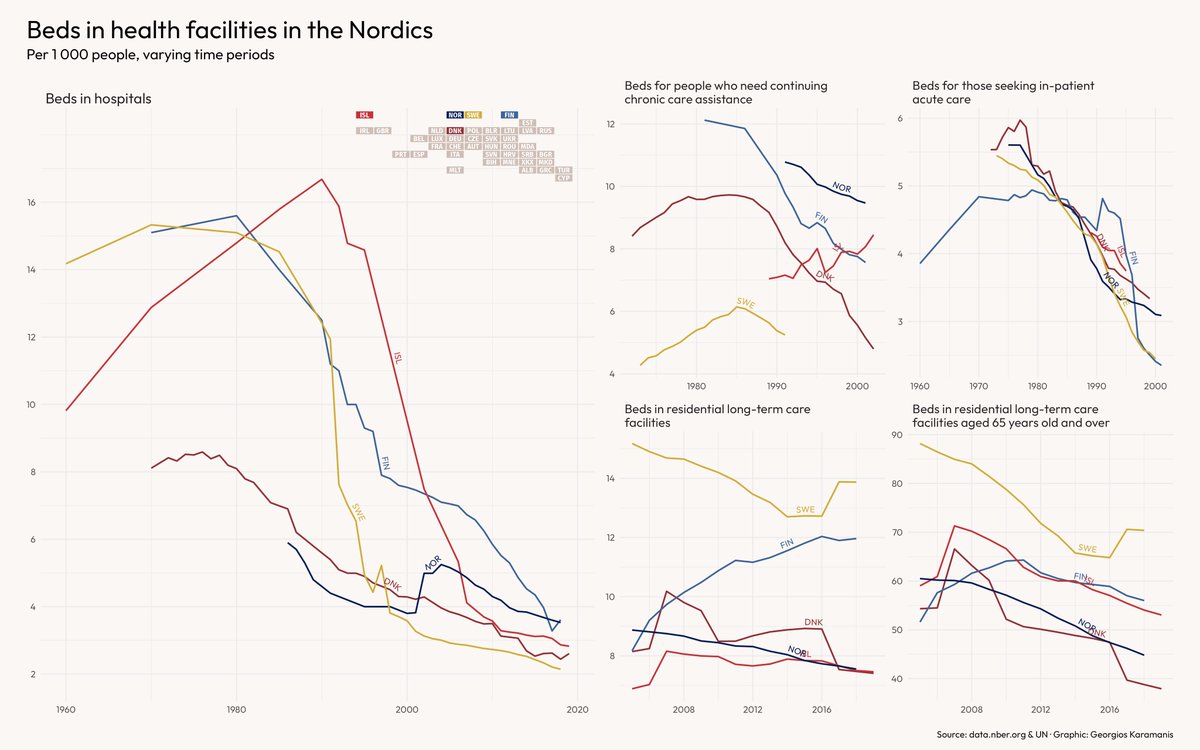 Beds in health facilities in the Nordics
Per 1 000 people, varying time periods
Beds in hospitals
ISL NOR SWE FIN
EST
IRL GBR NLD DNK POL BLR LTU LVA RUS
BEL LUX DEU CZE SVK UKR
FRA CHE AUT HUN ROU MDA
PRT ESP ITA SVN HRV SRB BGR
BIH MNE XKX MKD
MLT ALB GRC TUR
CYP
16
14
12
10
8
6
4
2
ISL
FIN
SWE
DNK
NOR
1960 1980 2000 2020
Beds for people who need continuing
chronic care assistance
12
10
8
6
4
NOR
FIN
DNK
SWE
1980 1990 2000
Beds for those seeking in-patient
acute care
6
5
4
3
DNK
ISL
FIN
NOR
SWE
1960 1970 1980 1990 2000
Beds in residential long-term care
facilities
14
12
10
8
SWE
FIN
DNK
NOR
ISL
2008 2012 2016
Beds in residential long-term care
facilities aged 65 years old and over
90
80
70
60
50
40
SWE
FIN
ISL
NOR
DNK
2008 2012 2016
Source: data.nber.org & UN · Graphic: Georgios Karamanis